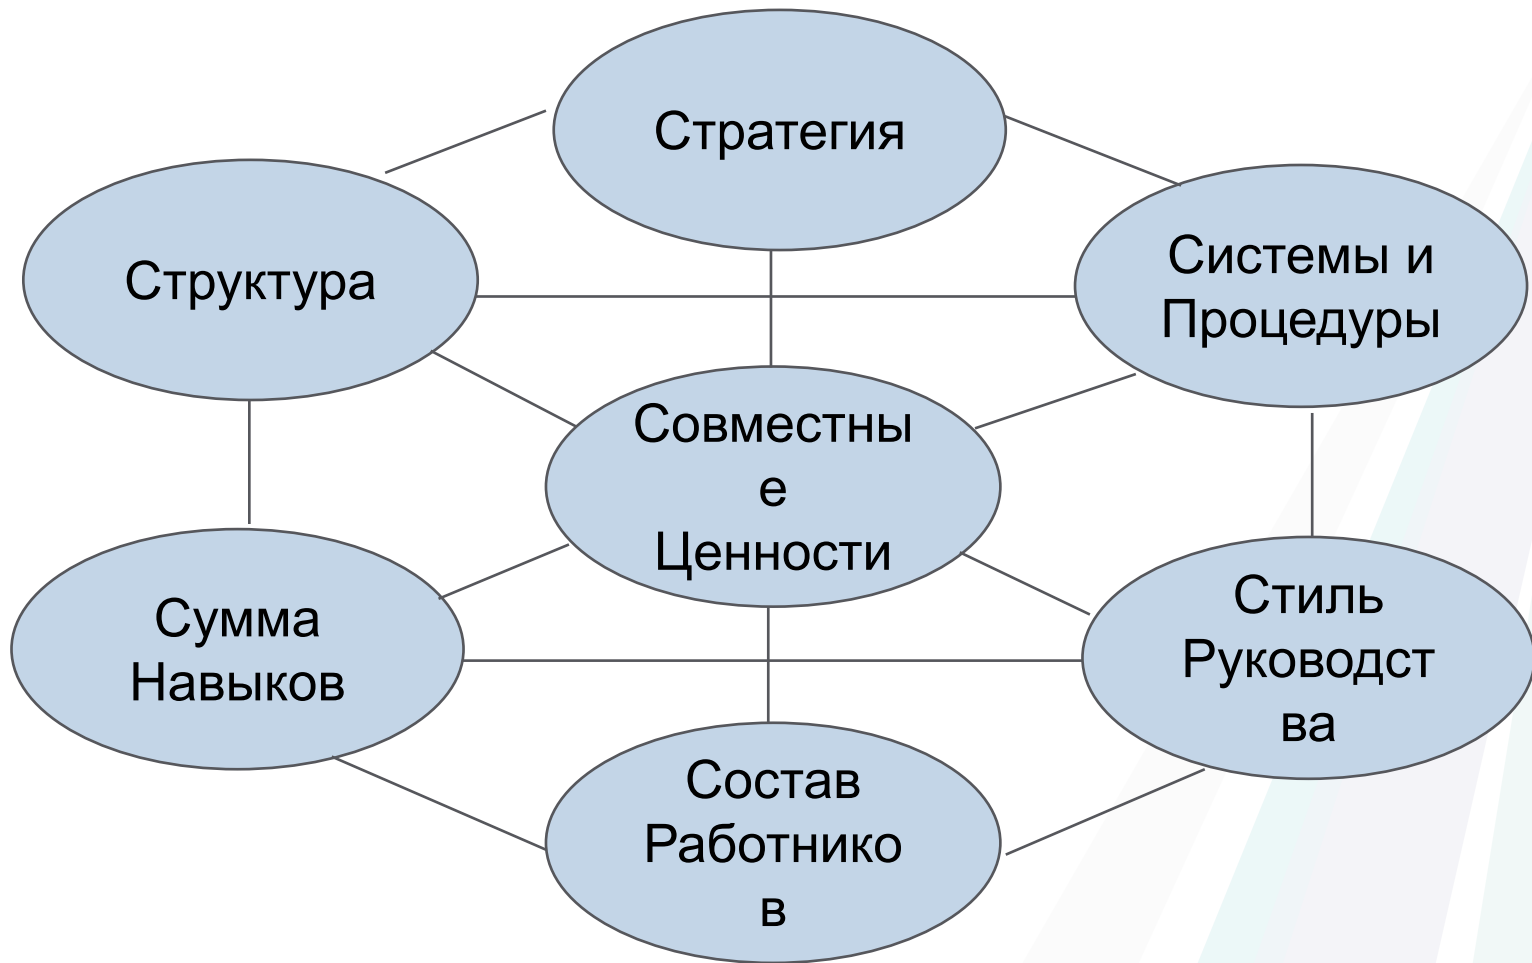 Стратегия
Структура
Системы и
Процедуры
Совместны
е
Ценности
Сумма
Навыков
Стиль
Руководст
ва
Состав
Работнико
в